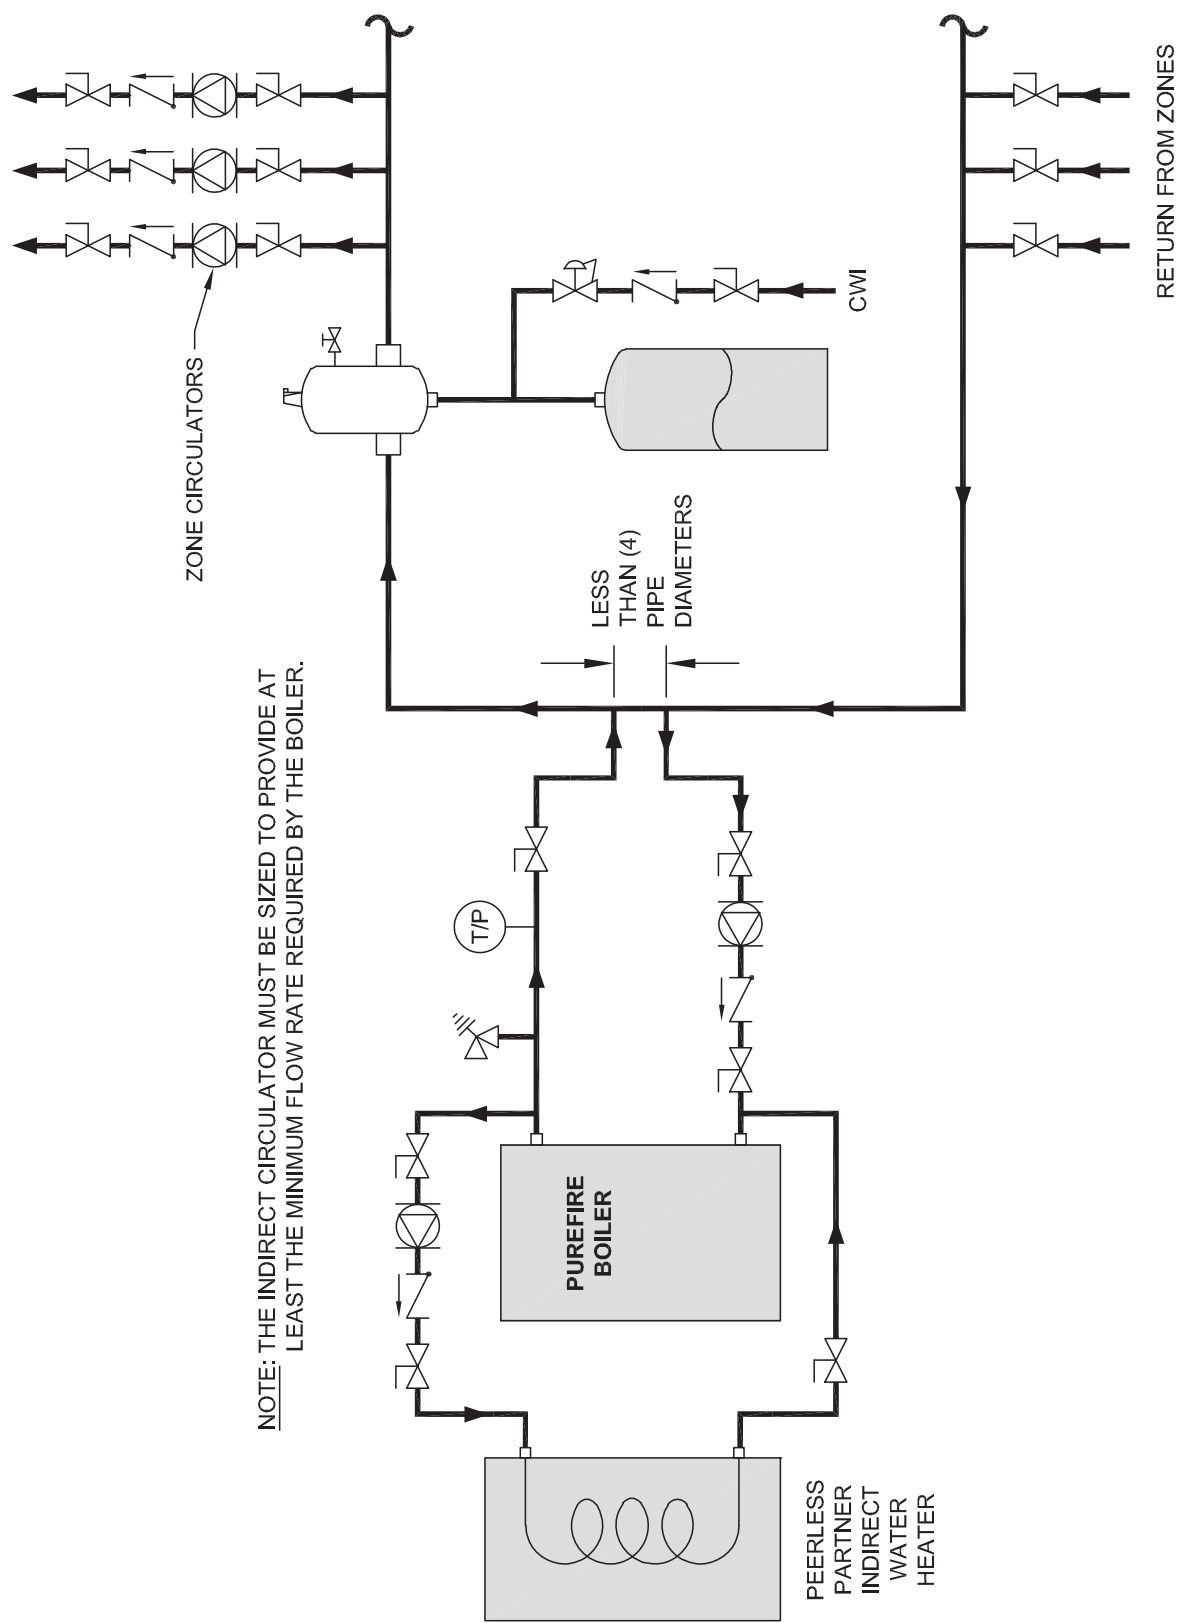 ZONE CIRCULATORS
NOTE: THE INDIRECT CIRCULATOR MUST BE SIZED TO PROVIDE AT
LEAST THE MINIMUM FLOW RATE REQUIRED BY THE BOILER.
T/P
PUREFIRE
BOILER
LESS
THAN (4)
PIPE
DIAMETERS
CWI
PEERLESS
PARTNER
INDIRECT
WATER
HEATER
RETURN FROM ZONES